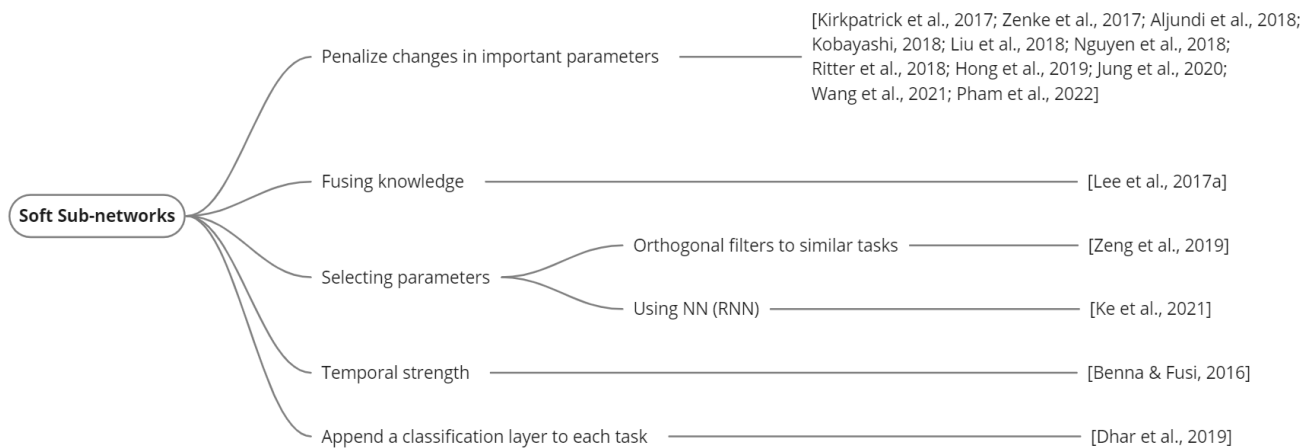 [Kirkpatrick et al., 2017; Zenke et al., 2017; Aljundi et al., 2018;
Penalize changes in important parameters
Kobayashi, 2018; Liu et al., 2018; Nguyen et al., 2018;
Ritter et al., 2018; Hong et al., 2019; Jung et al., 2020;
Wang et al., 2021; Pham et al., 2022]
Fusing knowledge
[Lee et al., 2017a]
Soft Sub-networks
Orthogonal filters to similar tasks
[Zeng et al., 2019]
Selecting parameters
Using NN (RNN)
[Ke et al., 2021]
Temporal strength
[Benna & Fusi, 2016]
Append a classification layer to each task
[Dhar et al., 2019]